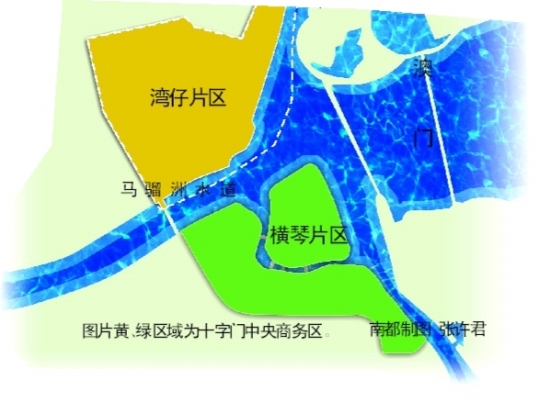 澳门
湾仔片区
马骝洲水道
横琴片区
图片黄、绿区域为十字门中央商务区。
南都制图 张许君